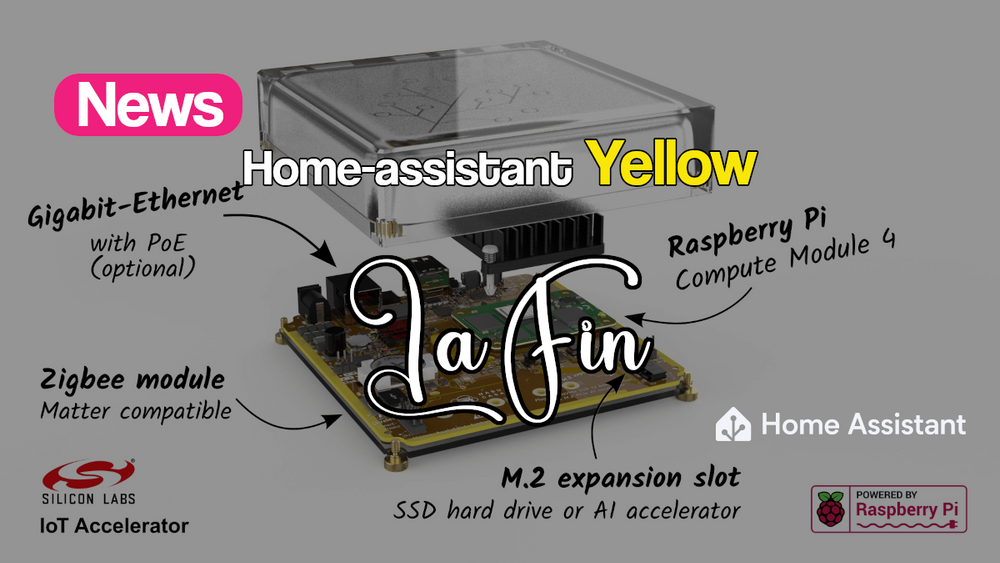 News
Home-assistant Yellow
Gigabit-Ethernet
with PoE
(optional)
Raspberry Pi
Compute Module 4
La Fin
Zigbee module
Matter compatible
Home Assistant
M.2 expansion slot
SSD hard drive or AI accelerator
SILICON LABS
IoT Accelerator
POWERED BY
Raspberry Pi